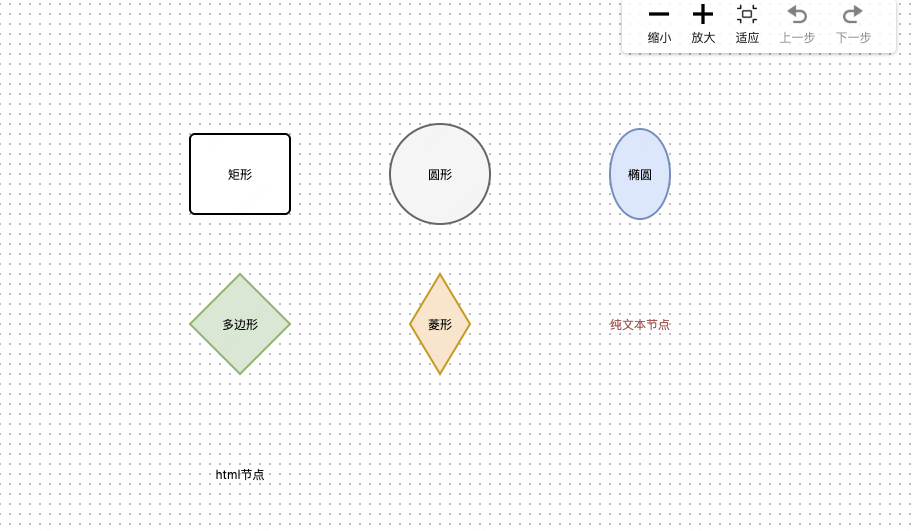 缩小 放大 适应 上一步 下一步
矩形 圆形 椭圆
多边形 菱形 纯文本节点
html节点